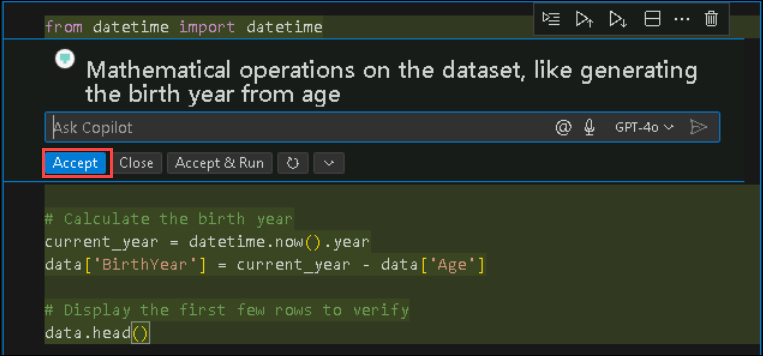 from datetime import datetime
Mathematical operations on the dataset, like generating
the birth year from age
Ask Copilot
@
GPT-4o
Accept
Close
Accept & Run
# Calculate the birth year
current_year = datetime.now().year
data['BirthYear'] = current_year - data['Age']
# Display the first few rows to verify
data.head()